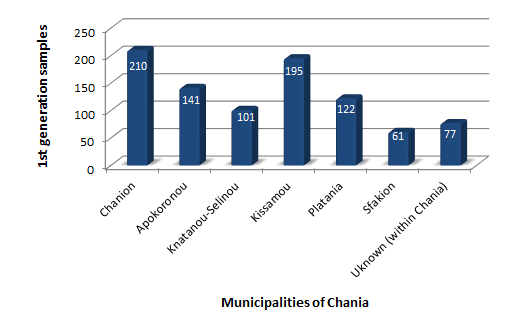 1st generation samples
250
200
150
100
50
0
210
141
101
195
122
61
77
Chanion
Apokoronou
Knatanou-Selinou
Kissamou
Platania
Sfakion
Uknown (within Chania)
Municipalities of Chania